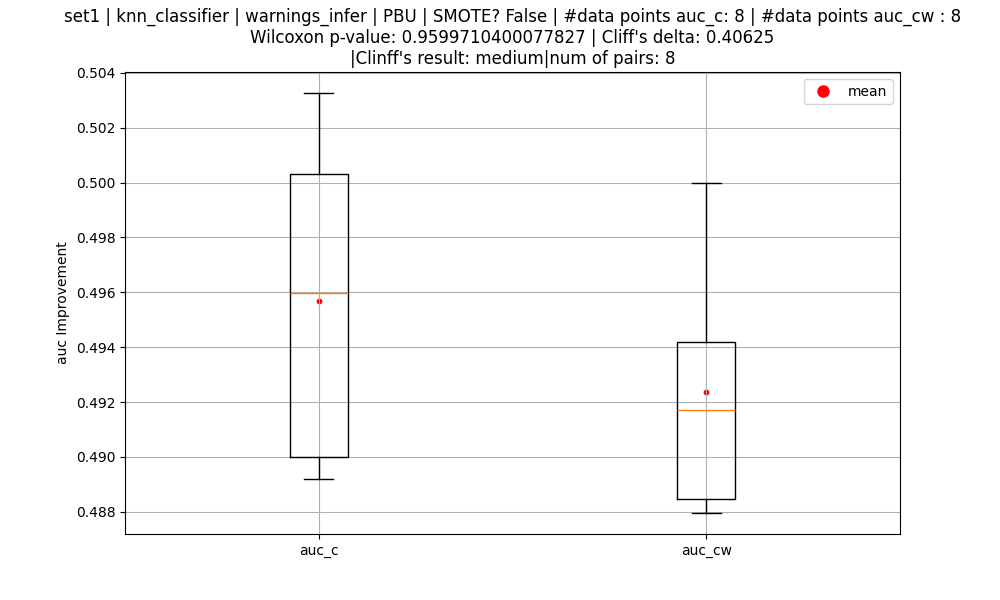 set1 | knn_classifier | warnings_infer | PBU | SMOTE? False | #data points auc_c: 8 | #data points auc_cw : 8
Wilcoxon p-value: 0.9599710400077827 | Cliff's delta: 0.40625
|Clinff's result: medium|num of pairs: 8
mean
0.504
0.502
0.500
0.498
0.496
0.494
0.492
0.490
0.488
auc Improvement
auc_c
auc_cw